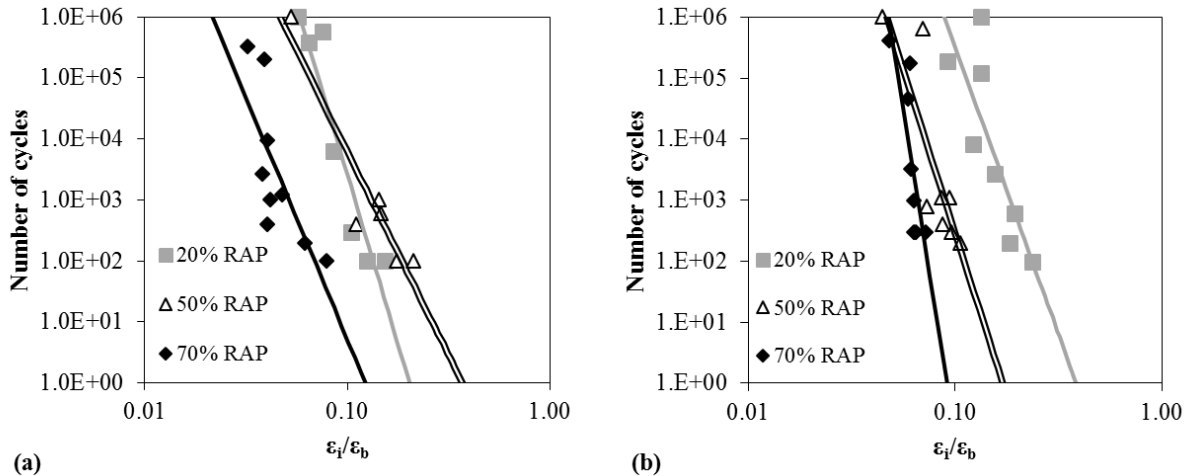 Number of cycles
1.0E+06
1.0E+05
1.0E+04
1.0E+03
1.0E+02
1.E+01
1.E+00
20% RAP
50% RAP
70% RAP
0.01
0.10
1.00
εi/εb
(a)
Number of cycles
1.0E+06
1.0E+05
1.0E+04
1.0E+03
1.E+02
1.E+01
1.E+00
20% RAP
50% RAP
70% RAP
0.01
0.10
1.00
εi/εb
(b)